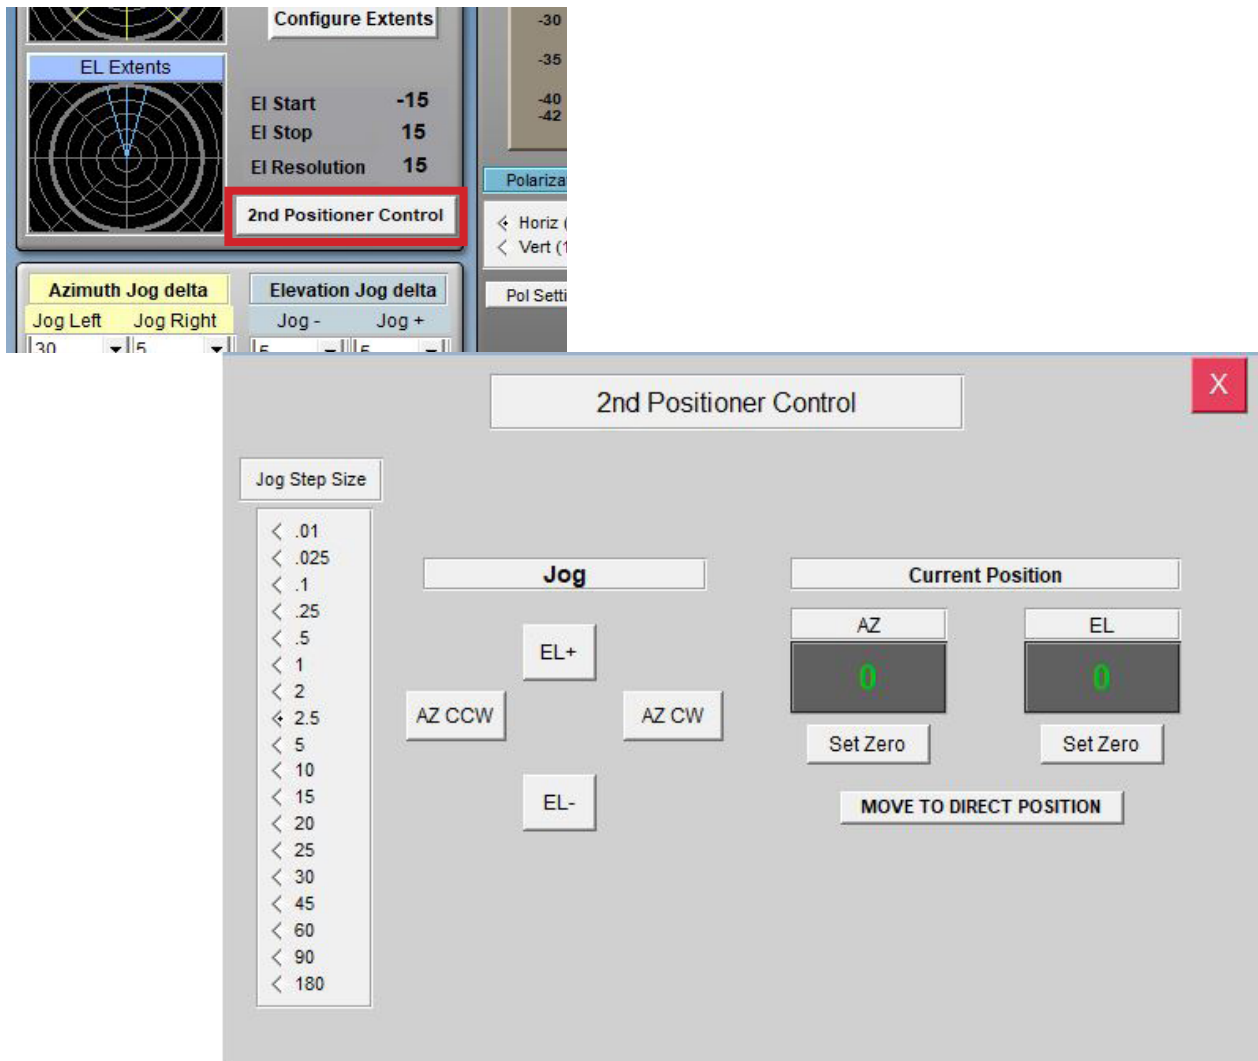 Configure Extents
EL Extents
El Start -15
El Stop 15
El Resolution 15
2nd Positioner Control
-30
-35
-40
-42
Horiz
Vert
Azimuth Jog delta
Jog Left Jog Right
30 5
Elevation Jog delta
Jog - Jog +
5 5
Pol
2nd Positioner Control
X
Jog Step Size
.01
.025
.1
.25
.5
1
2
2.5
5
10
15
20
25
30
45
60
90
180
Jog
EL+
AZ CCW AZ CW
EL-
Current Position
AZ EL
0 0
Set Zero Set Zero
MOVE TO DIRECT POSITION